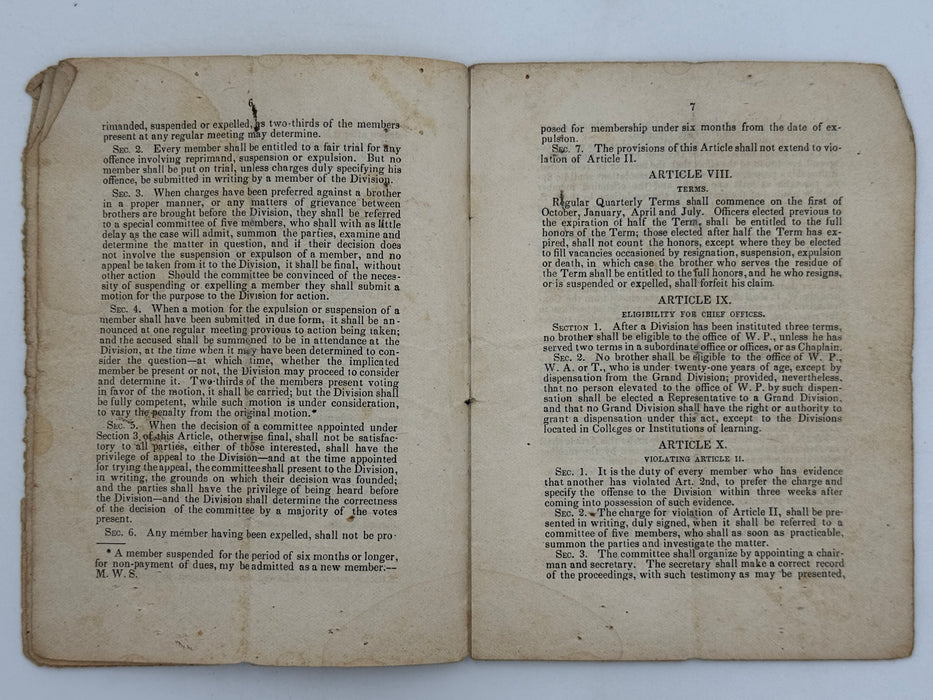 6
rimanded, suspended or expelled, as two-thirds of the members
present at any regular meeting may determine.
SEC. 2. Every member shall be entitled to a fair trial for any
offence involving reprimand, suspension or expulsion. But no
member shall be put on trial, unless charges duly specifying his
offence, be submitted in writing by a member of the Division.
SEC. 3. When charges have been preferred against a brother
in a proper manner, or any matters of grievance between
brothers are brought before the Division, they shall be referred
to a special committee of five members, who shall with as little
delay as the case will admit, summon the parties, examine and
determine the matter in question, and if their decision does
not involve the suspension or expulson of a member, and no
appeal be taken from it to the Division, it shall be final, without
other action Should the committee be convinced of the neces-
sity of suspending or expelling a member they shall submit a
motion for the purpose to the Division for action.
SEC. 4. When a motion for the expulsion or suspension of a
member shall have been submitted in due form, it shall be an-
nounced at one regular meeting provious to action being taken;
and the accused shall be summoned to be in attendance at the
Division, at the time when it may have been determined to con-
sider the question—at which time, whether the implicated
member be present or not, the Division may proceed to consider
and determine it. Two-thirds of the members present voting
in favor of the motion, it shall be carried; but the Division shall
be fully competent, while such motion is under consideration,
to vary the penalty from the original motion.*
SEC. 5. When the decision of a committee appointed under
Section 3 of this Article, otherwise final, shall not be satisfac-
tory to all parties, either of those interested, shall have the
privilege of appeal to the Division—and at the time appointed
for trying the appeal, the committee shall present to the Division,
in writing, the grounds on which their decision was founded;
and the parties shall have the privilege of being heard before
the Division—and the Division shall determine the correctness
of the decision of the committee by a majority of the votes
present.
SEC. 6. Any member having been expelled, shall not be pro-
* A member suspended for the period of six months or longer,
for non-payment of dues, my be admitted as a new member.—
M. W. S.
7
posed for membership under six months from the date of ex-
pulsion.
SEC. 7. The provisions of this Article shall not extend to vio-
lation of Article II.
ARTICLE VIII.
TERMS.
Regular Quarterly Terms shall commence on the first of
October, January, April and July. Officers elected previous to
the expiration of half the Term, shall be entitled to the full
honors of the Term; those elected after half the Term has ex-
pired, shall not count the honors, except where they be elected
to fill vacancies occasioned by resignation, suspension, expulsion
or death, in which case the brother who serves the residue of
the Term shall be entitled to the full honors, and he who resigns,
or is suspended or expelled, shall forfeit his claim.
ARTICLE IX.
ELIGIBILITY FOR CHIEF OFFICES.
SECTION 1. After a Division has been instituted three terms,
no brother shall be eligible to the office of W. P., unless he has
served two terms in a subordinate office or offices, or as Chaplain.
SEC. 2. No brother shall be eligible to the office of W. P.,
W. A. or T., who is under twenty-one years of age, except by
dispensation from the Grand Division; provided, nevertheless,
that no person elevated to the office of W. P. by such dispen-
sation shall be elected a Representative to a Grand Division,
and that no Grand Division shall have the right or authority to
grant a dispensation under this act, except to the Divisions
located in Colleges or Institutions of learning.
ARTICLE X.
VIOLATING ARTICLE II.
SEC. 1. It is the duty of every member who has evidence
that another has violated Art. 2nd, to prefer the charge and
specify the offense to the Division within three weeks after
coming into possession of such evidence.
SEC. 2. The charge for violation of Article II, shall be pre-
sented in writing, duly signed, when it shall be referred to a
committee of five members, who shall as soon as practicable,
summon the parties and investigate the matter.
SEC. 3. The committee shall organize by appointing a chair-
man and secretary. The secretary shall make a correct record
of the proceedings, with such testimony as may be presented,